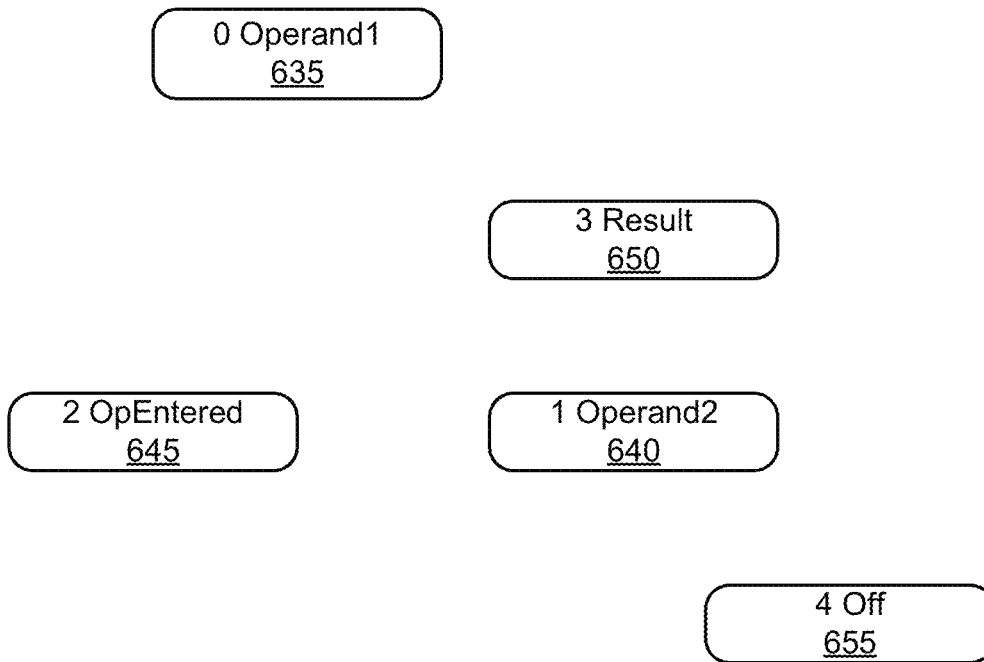 0 Operand1
635
3 Result
650
2 OpEntered
645
1 Operand2
640
4 Off
655